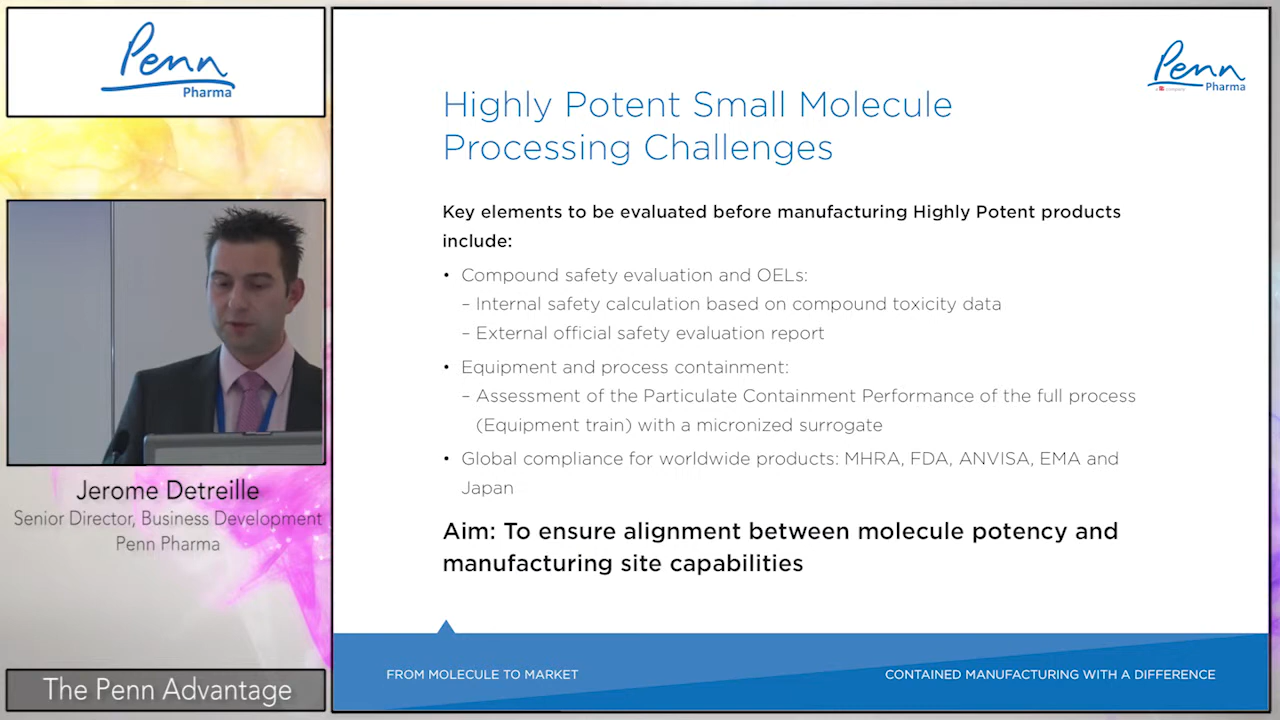 Penn
Pharma
Jerome Detreille
Senior Director, Business Development
Penn Pharma
The Penn Advantage
Penn
Pharma
Highly Potent Small Molecule
Processing Challenges
Key elements to be evaluated before manufacturing Highly Potent products
include:
• Compound safety evaluation and OELs:
– Internal safety calculation based on compound toxicity data
– External official safety evaluation report
• Equipment and process containment:
– Assessment of the Particulate Containment Performance of the full process
(Equipment train) with a micronized surrogate
• Global compliance for worldwide products: MHRA, FDA, ANVISA, EMA and
Japan
Aim: To ensure alignment between molecule potency and
manufacturing site capabilities
FROM MOLECULE TO MARKET
CONTAINED MANUFACTURING WITH A DIFFERENCE